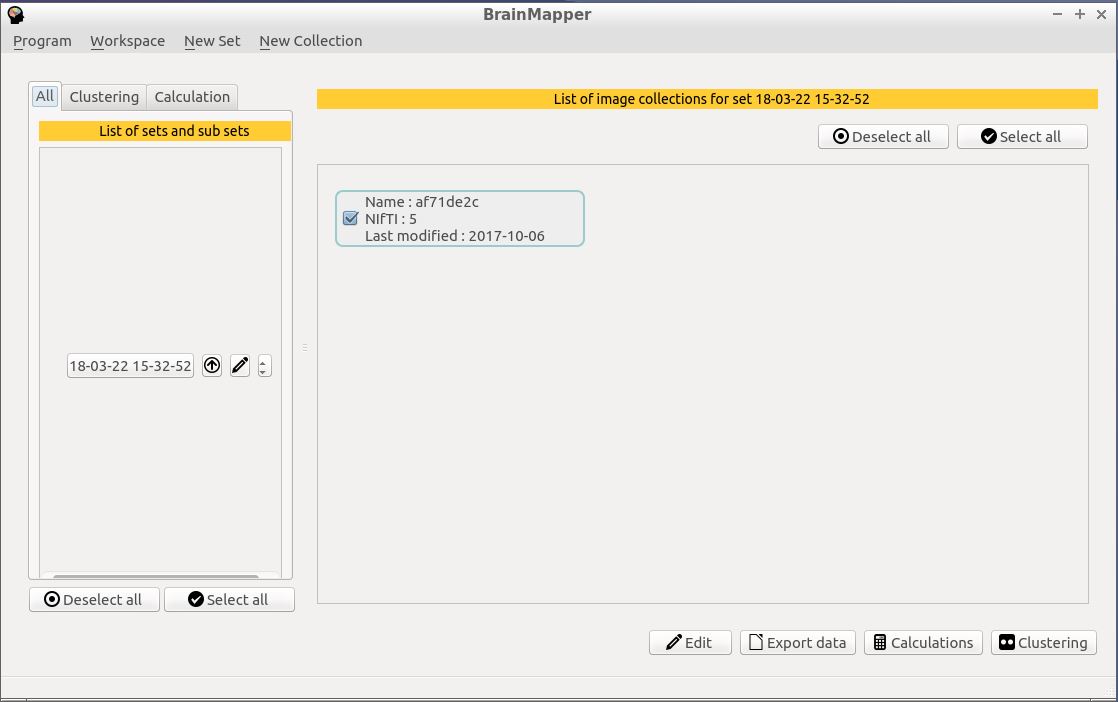 BrainMapper
Program Workspace New Set New Collection
All Clustering Calculation
List of sets and sub sets
18-03-22 15-32-52
Deselect all Select all
List of image collections for set 18-03-22 15-32-52
Deselect all Select all
Name : af71de2c
NIfTI : 5
Last modified : 2017-10-06
Edit Export data Calculations Clustering